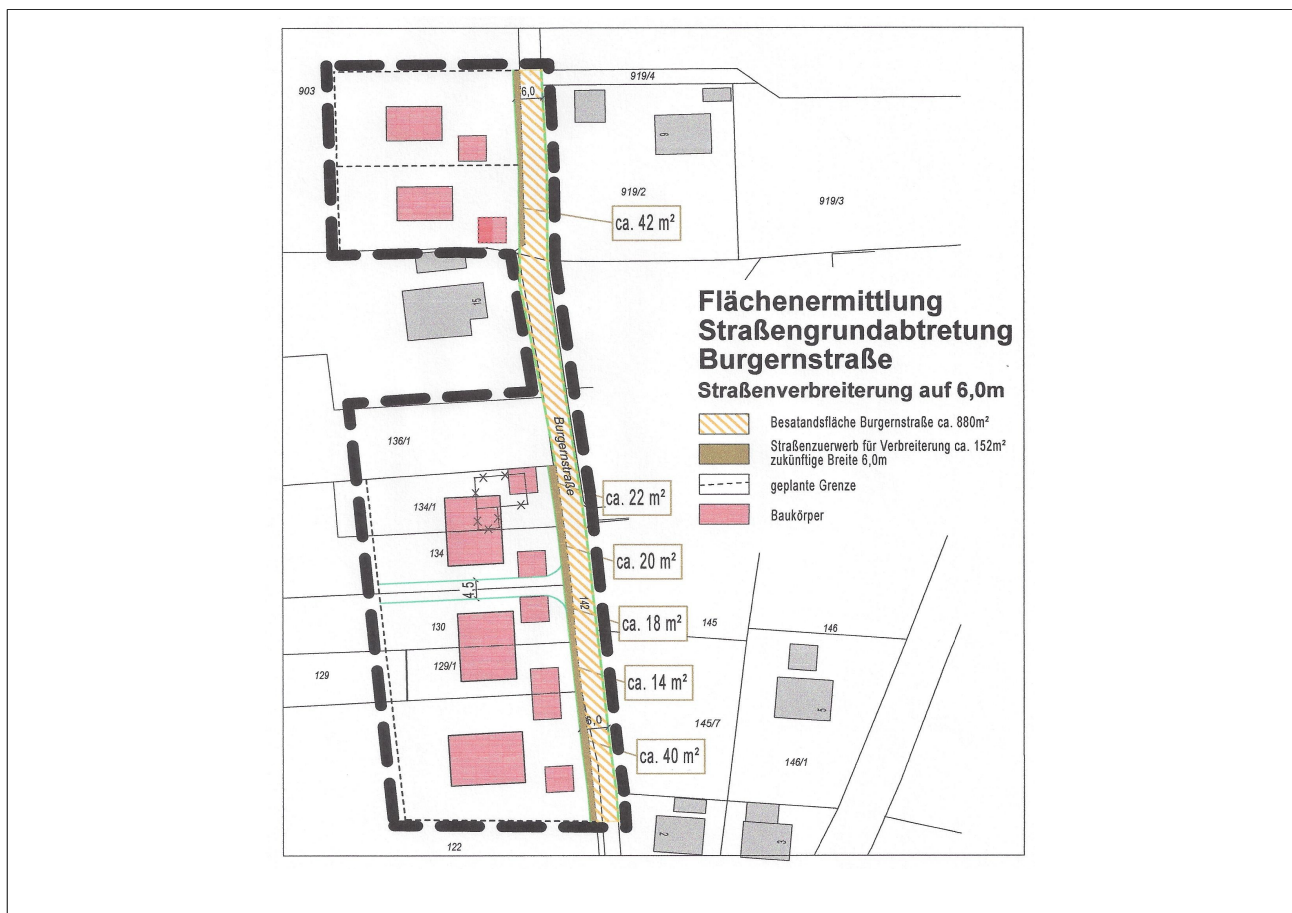 919/4
903
6,0
9
919/2
919/3
ca. 42 m²
15
Flächenermittlung
Straßengrundabtretung
Burgernstraße
Straßenverbreiterung auf 6,0m
Besatandsfläche Burgernstraße ca. 880m²
Straßenzuerwerb für Verbreiterung ca. 152m²
zukünftige Breite 6,0m
geplante Grenze
Baukörper
136/1
Burgernstraße
134/1
ca. 22 m²
134
ca. 20 m²
4,5
142
130
ca. 18 m²
145
146
129
129/1
ca. 14 m²
5
6,0
145/7
ca. 40 m²
146/1
2
3
122